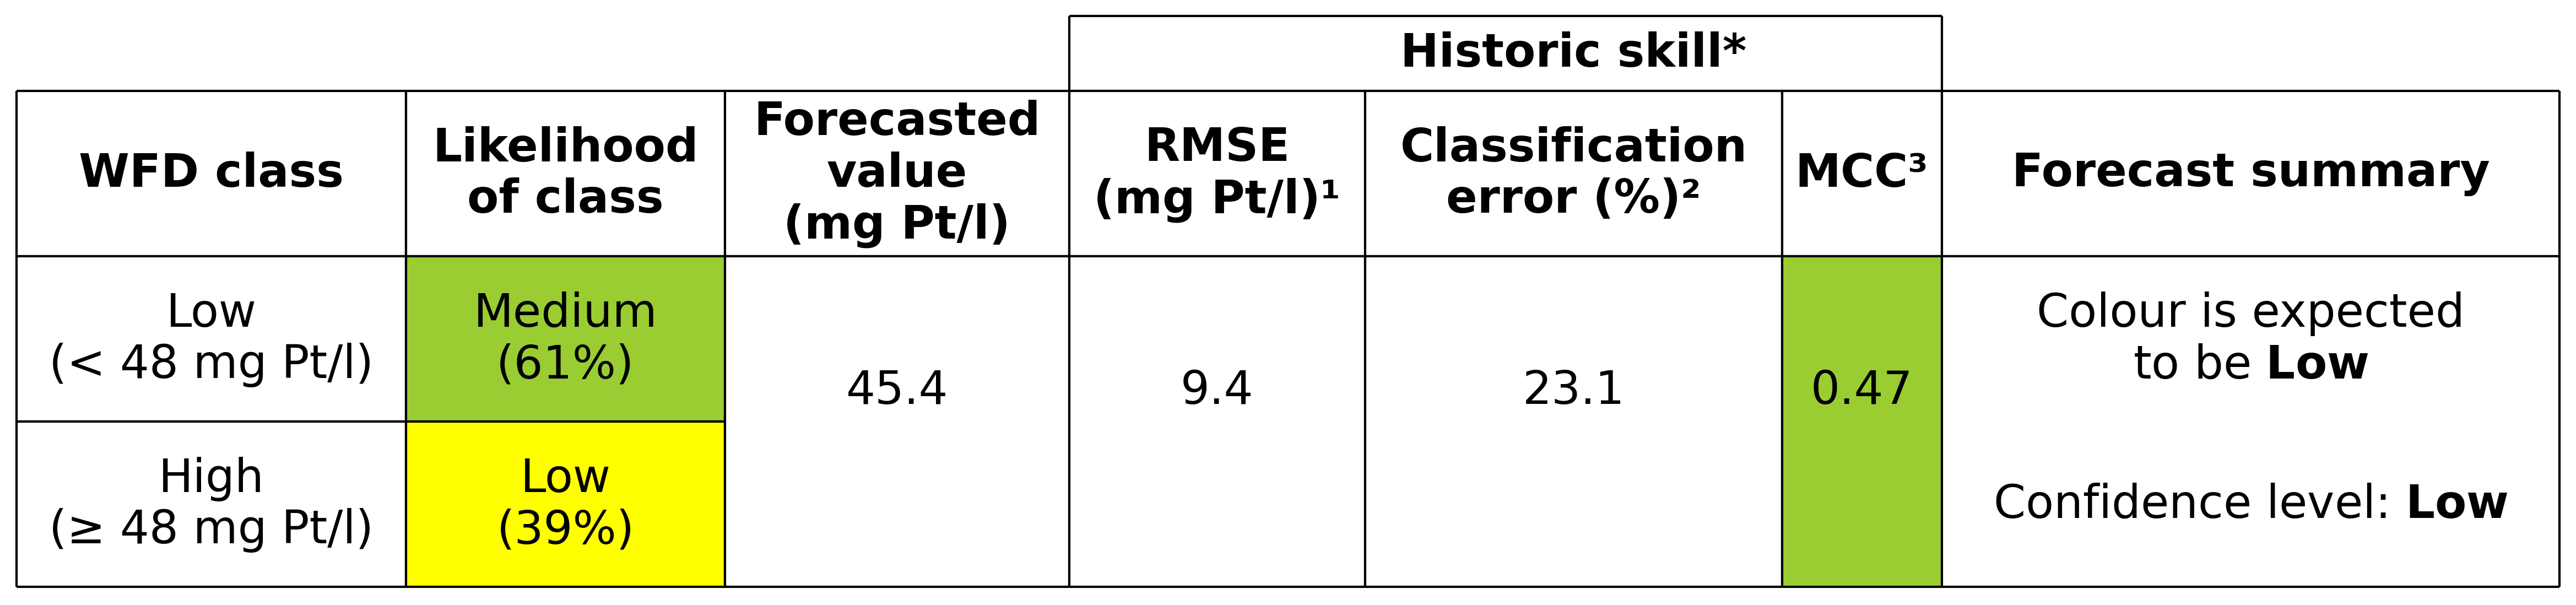 Historic skill*
WFD class
Likelihood
of class
Forecasted
value
(mg Pt/l)
RMSE
(mg Pt/l)¹
Classification
error (%)²
MCC³
Forecast summary
Low
(< 48 mg Pt/l)
Medium
(61%)
45.4
9.4
23.1
0.47
Colour is expected
to be Low
High
(≥ 48 mg Pt/l)
Low
(39%)
Confidence level: Low